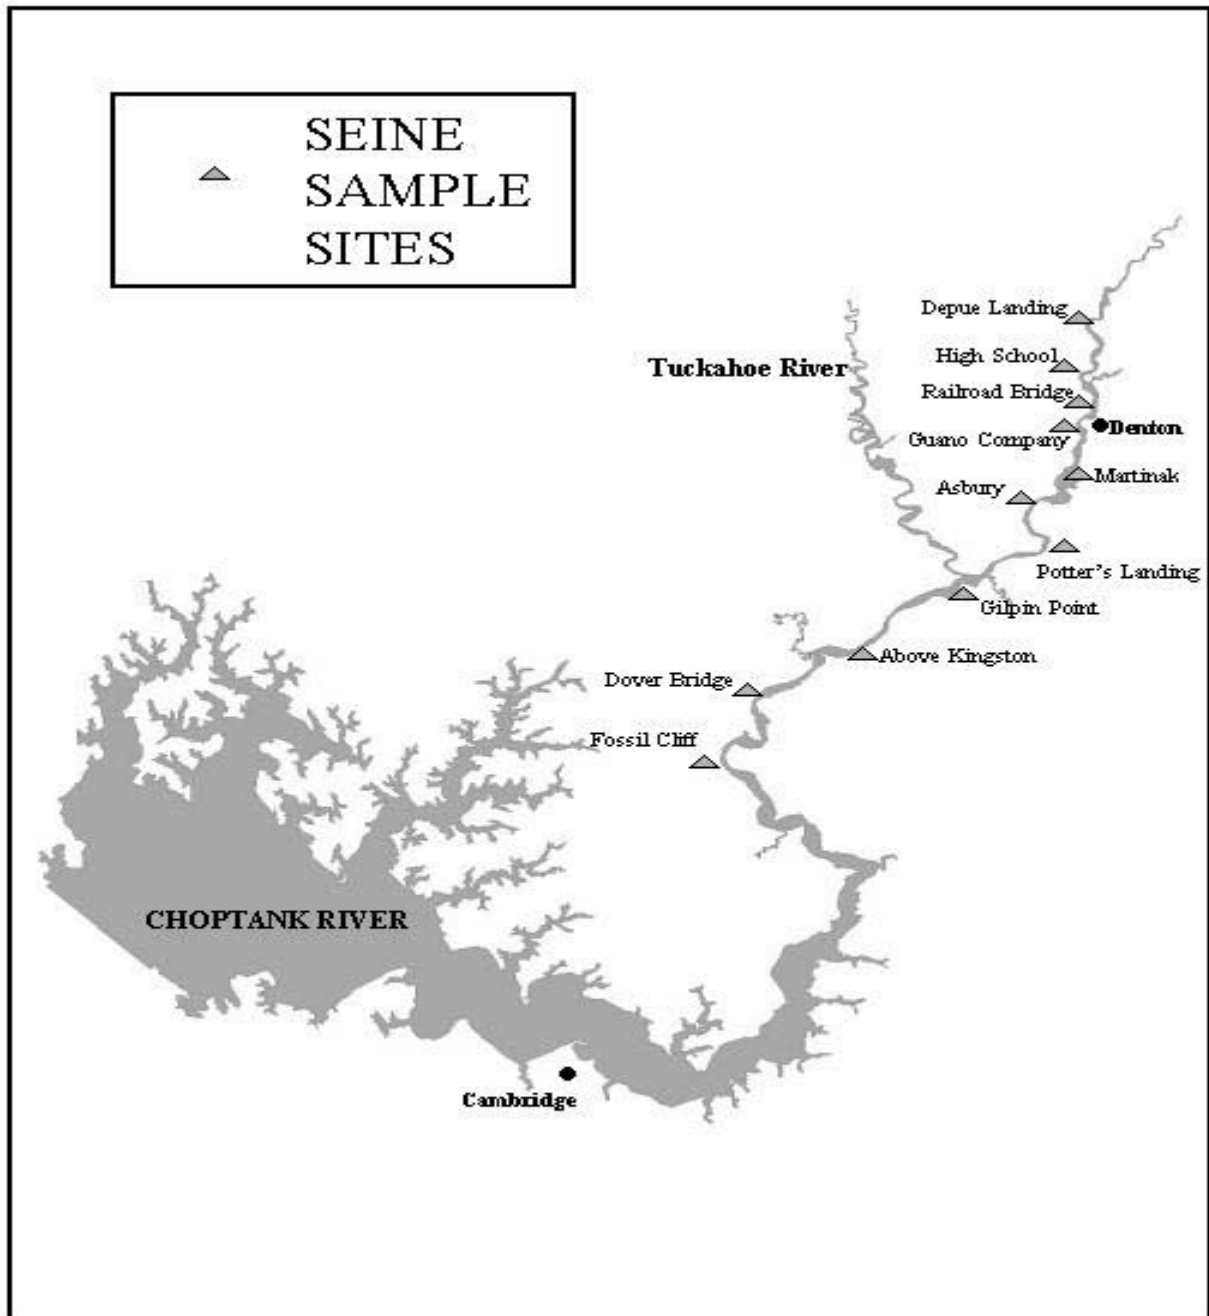 SEINE
SAMPLE
SITES
Depue Landing
High School
Tuckahoe River
Railroad Bridge
Denton
Guano Company
Martinak
Asbury
Potter's Landing
Gilpin Point
Above Kingston
Dover Bridge
Fossil Cliff
CHOPTANK RIVER
Cambridge